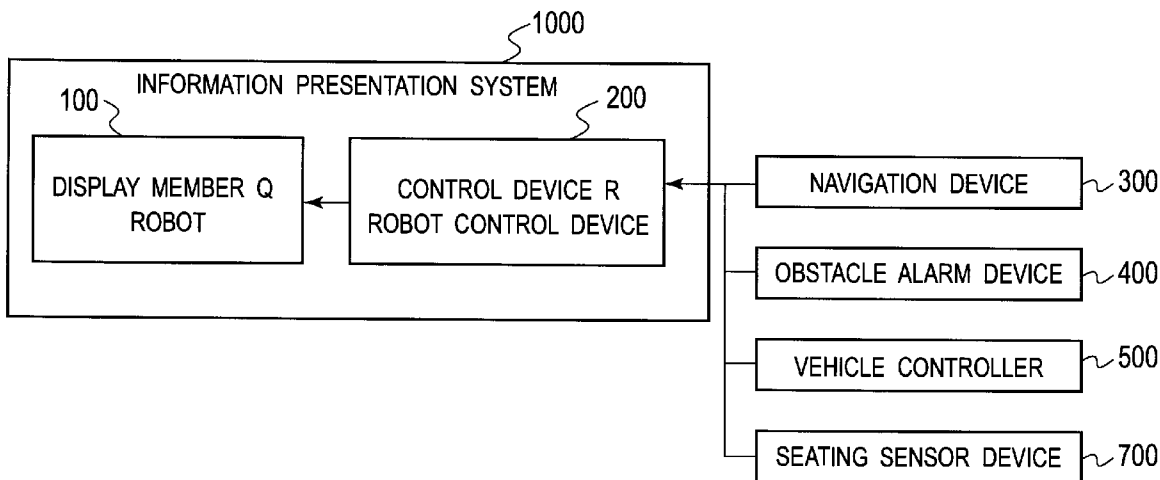 1000
INFORMATION PRESENTATION SYSTEM
100
200
DISPLAY MEMBER Q
ROBOT
CONTROL DEVICE R
ROBOT CONTROL DEVICE
NAVIGATION DEVICE
300
OBSTACLE ALARM DEVICE
400
VEHICLE CONTROLLER
500
SEATING SENSOR DEVICE
700